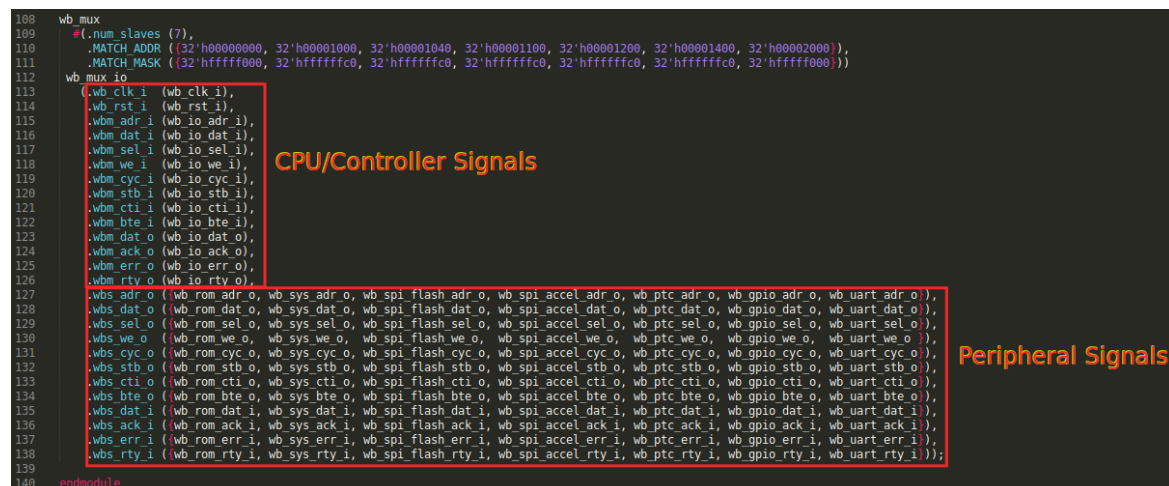 108 wb_mux
109 #(.num_slaves (7),
110 .MATCH_ADDR ({32'h00000000, 32'h00001000, 32'h00001040, 32'h00001100, 32'h00001200, 32'h00001400, 32'h00002000}),
111 .MATCH_MASK ({32'hfffff000, 32'hffffffc0, 32'hffffffc0, 32'hffffffc0, 32'hffffffc0, 32'hffffffc0, 32'hfffff000}))
112 wb_mux_io
113 (.wb_clk_i (wb_clk_i),
114 .wb_rst_i (wb_rst_i),
115 .wbm_adr_i (wb_io_adr_i),
116 .wbm_dat_i (wb_io_dat_i),
117 .wbm_sel_i (wb_io_sel_i),
118 .wbm_we_i (wb_io_we_i),
119 .wbm_cyc_i (wb_io_cyc_i),
120 .wbm_stb_i (wb_io_stb_i),
121 .wbm_cti_i (wb_io_cti_i),
122 .wbm_bte_i (wb_io_bte_i),
123 .wbm_dat_o (wb_io_dat_o),
124 .wbm_ack_o (wb_io_ack_o),
125 .wbm_err_o (wb_io_err_o),
126 .wbm_rty_o (wb_io_rty_o),
CPU/Controller Signals
127 .wbs_adr_o ({wb_rom_adr_o, wb_sys_adr_o, wb_spi_flash_adr_o, wb_spi_accel_adr_o, wb_ptc_adr_o, wb_gpio_adr_o, wb_uart_adr_o}),
128 .wbs_dat_o ({wb_rom_dat_o, wb_sys_dat_o, wb_spi_flash_dat_o, wb_spi_accel_dat_o, wb_ptc_dat_o, wb_gpio_dat_o, wb_uart_dat_o}),
129 .wbs_sel_o ({wb_rom_sel_o, wb_sys_sel_o, wb_spi_flash_sel_o, wb_spi_accel_sel_o, wb_ptc_sel_o, wb_gpio_sel_o, wb_uart_sel_o}),
130 .wbs_we_o ({wb_rom_we_o, wb_sys_we_o, wb_spi_flash_we_o, wb_spi_accel_we_o, wb_ptc_we_o, wb_gpio_we_o, wb_uart_we_o }),
131 .wbs_cyc_o ({wb_rom_cyc_o, wb_sys_cyc_o, wb_spi_flash_cyc_o, wb_spi_accel_cyc_o, wb_ptc_cyc_o, wb_gpio_cyc_o, wb_uart_cyc_o}),
132 .wbs_stb_o ({wb_rom_stb_o, wb_sys_stb_o, wb_spi_flash_stb_o, wb_spi_accel_stb_o, wb_ptc_stb_o, wb_gpio_stb_o, wb_uart_stb_o}),
133 .wbs_cti_o ({wb_rom_cti_o, wb_sys_cti_o, wb_spi_flash_cti_o, wb_spi_accel_cti_o, wb_ptc_cti_o, wb_gpio_cti_o, wb_uart_cti_o}),
134 .wbs_bte_o ({wb_rom_bte_o, wb_sys_bte_o, wb_spi_flash_bte_o, wb_spi_accel_bte_o, wb_ptc_bte_o, wb_gpio_bte_o, wb_uart_bte_o}),
135 .wbs_dat_i ({wb_rom_dat_i, wb_sys_dat_i, wb_spi_flash_dat_i, wb_spi_accel_dat_i, wb_ptc_dat_i, wb_gpio_dat_i, wb_uart_dat_i}),
136 .wbs_ack_i ({wb_rom_ack_i, wb_sys_ack_i, wb_spi_flash_ack_i, wb_spi_accel_ack_i, wb_ptc_ack_i, wb_gpio_ack_i, wb_uart_ack_i}),
137 .wbs_err_i ({wb_rom_err_i, wb_sys_err_i, wb_spi_flash_err_i, wb_spi_accel_err_i, wb_ptc_err_i, wb_gpio_err_i, wb_uart_err_i}),
138 .wbs_rty_i ({wb_rom_rty_i, wb_sys_rty_i, wb_spi_flash_rty_i, wb_spi_accel_rty_i, wb_ptc_rty_i, wb_gpio_rty_i, wb_uart_rty_i}));
Peripheral Signals
139
140 endmodule